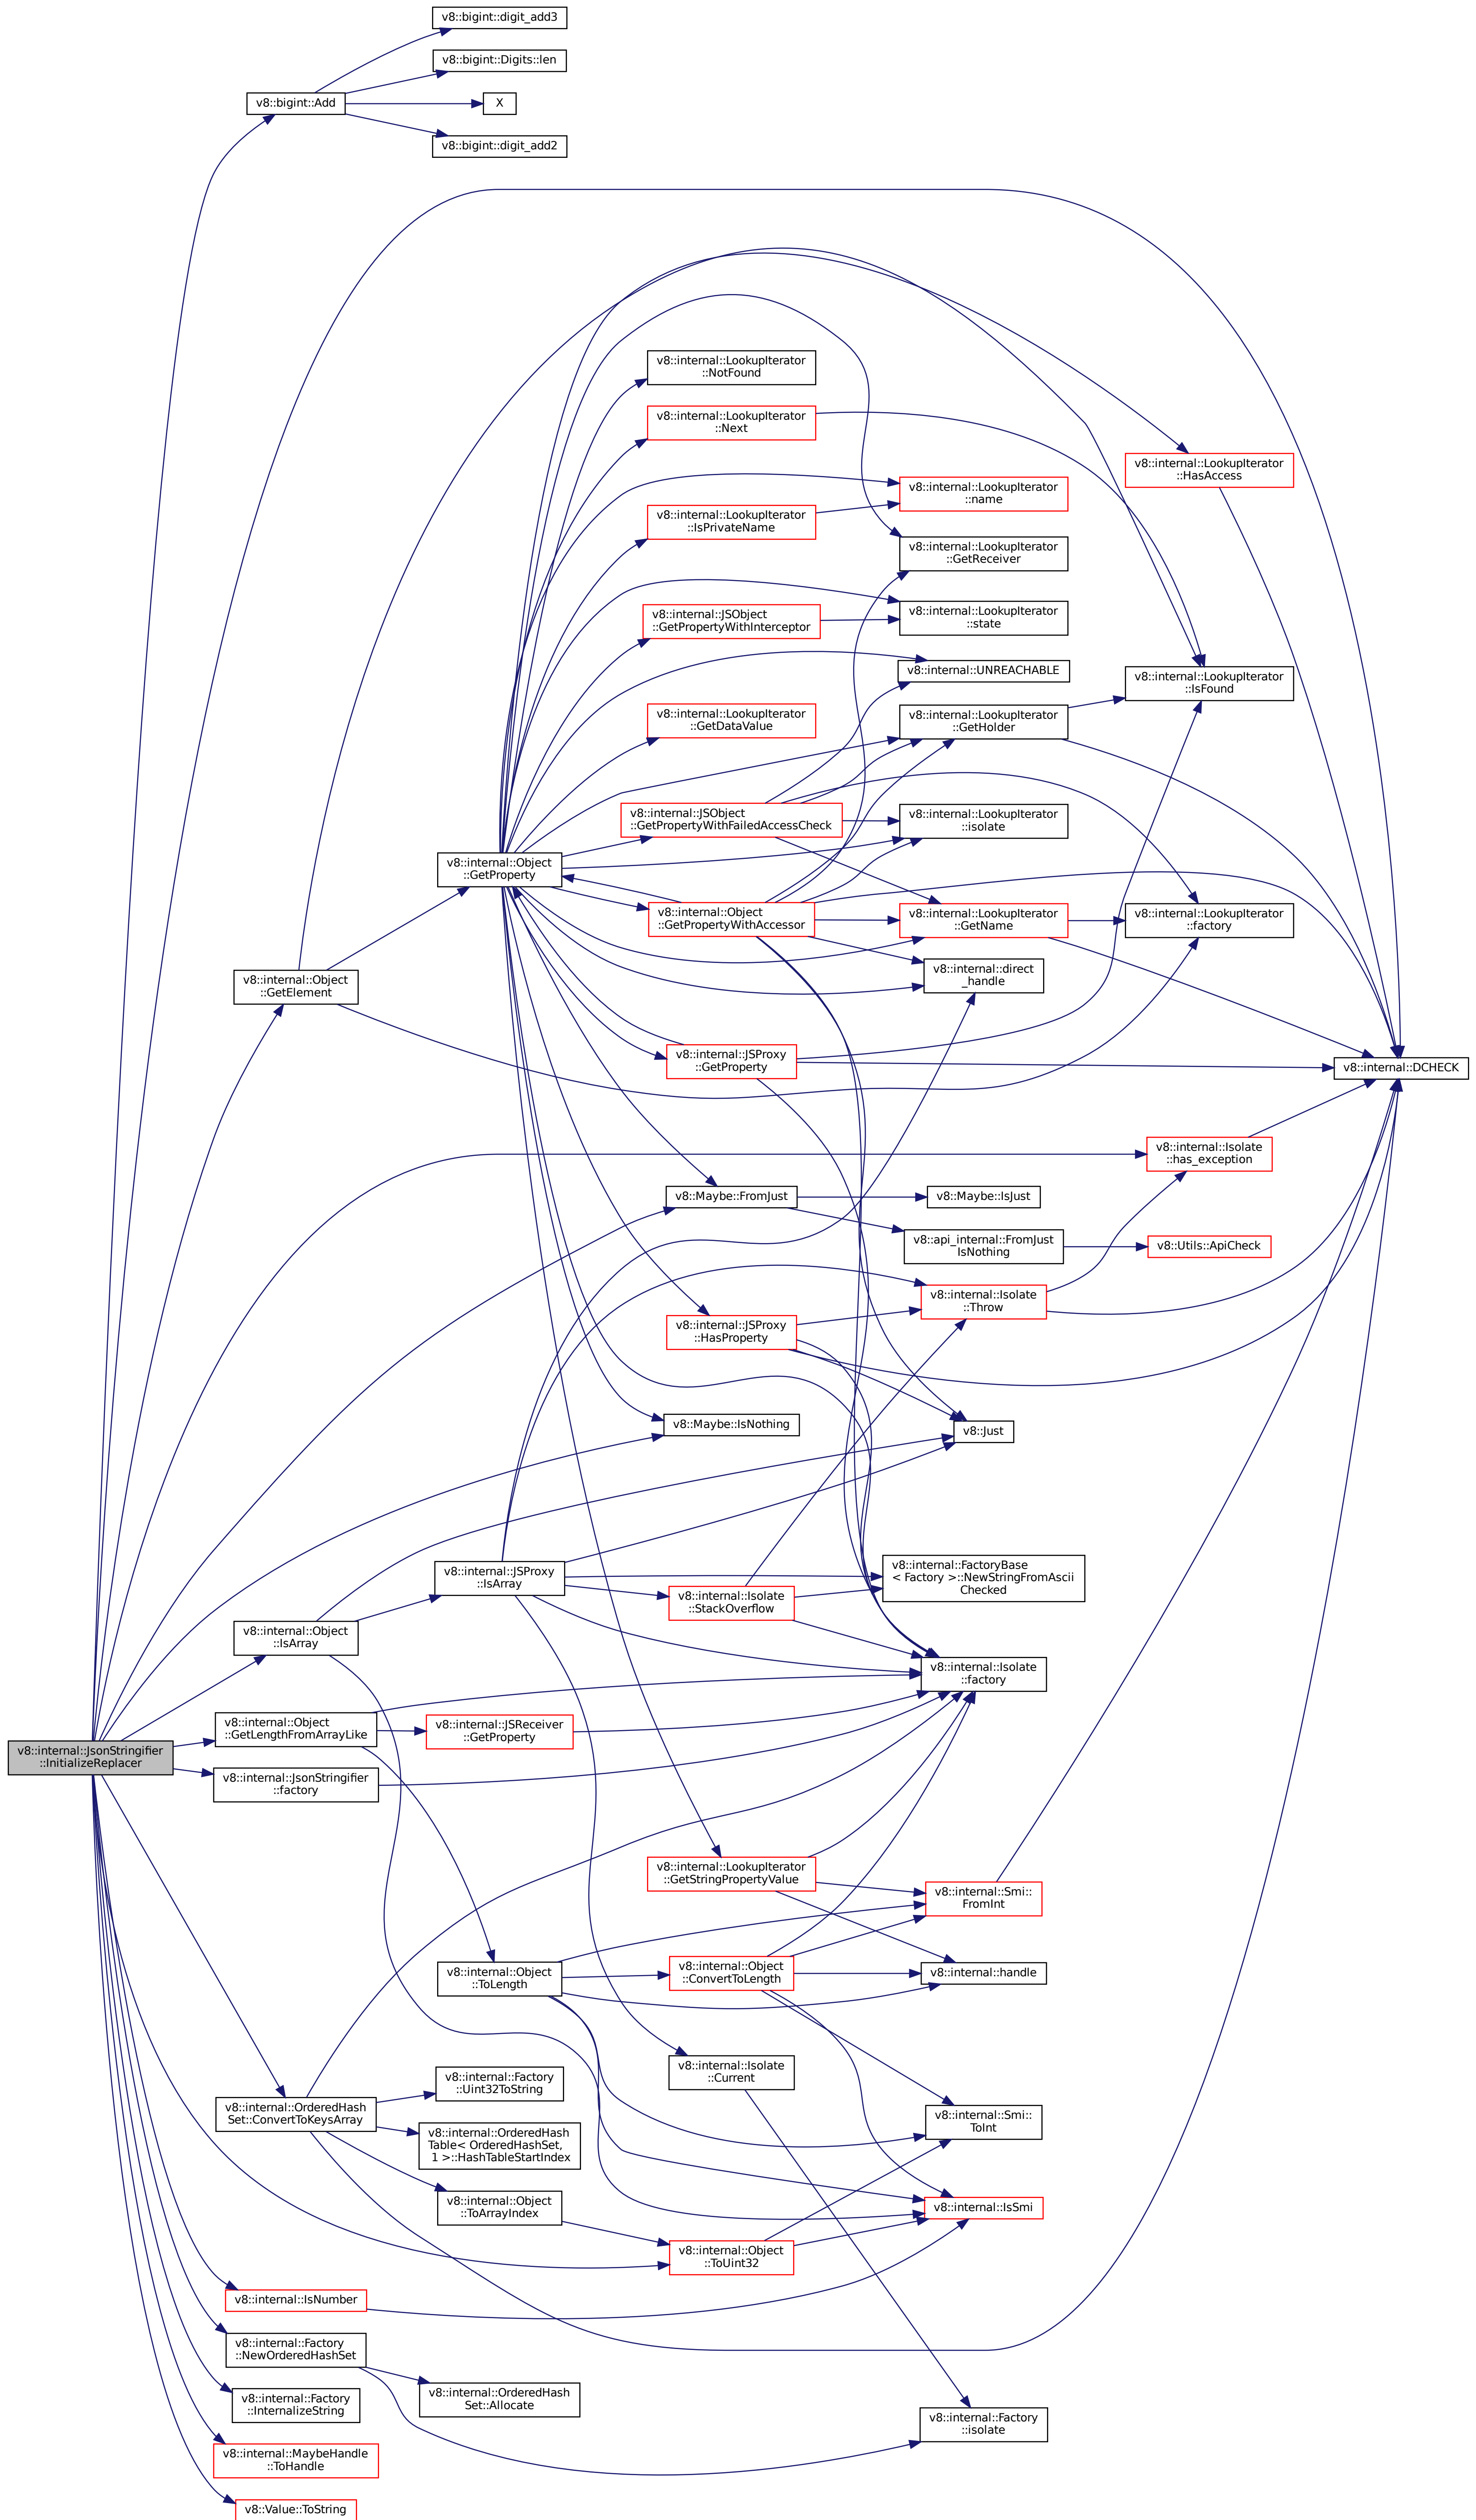 v8::bigint::digit_add3
v8::bigint::Digits::len
v8::bigint::Add
X
v8::bigint::digit_add2
v8::internal::LookupIterator
::NotFound
v8::internal::LookupIterator
::Next
v8::internal::LookupIterator
::HasAccess
v8::internal::LookupIterator
::name
v8::internal::LookupIterator
::IsPrivateName
v8::internal::LookupIterator
::GetReceiver
v8::internal::JSObject
::GetPropertyWithInterceptor
v8::internal::LookupIterator
::state
v8::internal::UNREACHABLE
v8::internal::LookupIterator
::IsFound
v8::internal::LookupIterator
::GetDataValue
v8::internal::LookupIterator
::GetHolder
v8::internal::JSObject
::GetPropertyWithFailedAccessCheck
v8::internal::LookupIterator
::isolate
v8::internal::Object
::GetProperty
v8::internal::Object
::GetPropertyWithAccessor
v8::internal::LookupIterator
::GetName
v8::internal::LookupIterator
::factory
v8::internal::Object
::GetElement
v8::internal::direct
_handle
v8::internal::JSProxy
::GetProperty
v8::internal::DCHECK
v8::internal::Isolate
::has_exception
v8::Maybe::FromJust
v8::Maybe::IsJust
v8::api_internal::FromJust
IsNothing
v8::Utils::ApiCheck
v8::internal::Isolate
::Throw
v8::internal::JSProxy
::HasProperty
v8::Maybe::IsNothing
v8::Just
v8::internal::JSProxy
::IsArray
v8::internal::FactoryBase
< Factory >::NewStringFromAscii
Checked
v8::internal::Isolate
::StackOverflow
v8::internal::Object
::IsArray
v8::internal::Isolate
::factory
v8::internal::Object
::GetLengthFromArrayLike
v8::internal::JSReceiver
::GetProperty
v8::internal::JsonStringifier
::InitializeReplacer
v8::internal::JsonStringifier
::factory
v8::internal::LookupIterator
::GetStringPropertyValue
v8::internal::Smi::
FromInt
v8::internal::Object
::ToLength
v8::internal::Object
::ConvertToLength
v8::internal::handle
v8::internal::Isolate
::Current
v8::internal::Factory
::Uint32ToString
v8::internal::OrderedHash
Set::ConvertToKeysArray
v8::internal::Smi::
ToInt
v8::internal::OrderedHash
Table< OrderedHashSet,
1 >::HashTableStartIndex
v8::internal::Object
::ToArrayIndex
v8::internal::IsSmi
v8::internal::Object
::ToUint32
v8::internal::IsNumber
v8::internal::Factory
::NewOrderedHashSet
v8::internal::OrderedHash
Set::Allocate
v8::internal::Factory
::InternalizeString
v8::internal::Factory
::isolate
v8::internal::MaybeHandle
::ToHandle
v8::Value::ToString